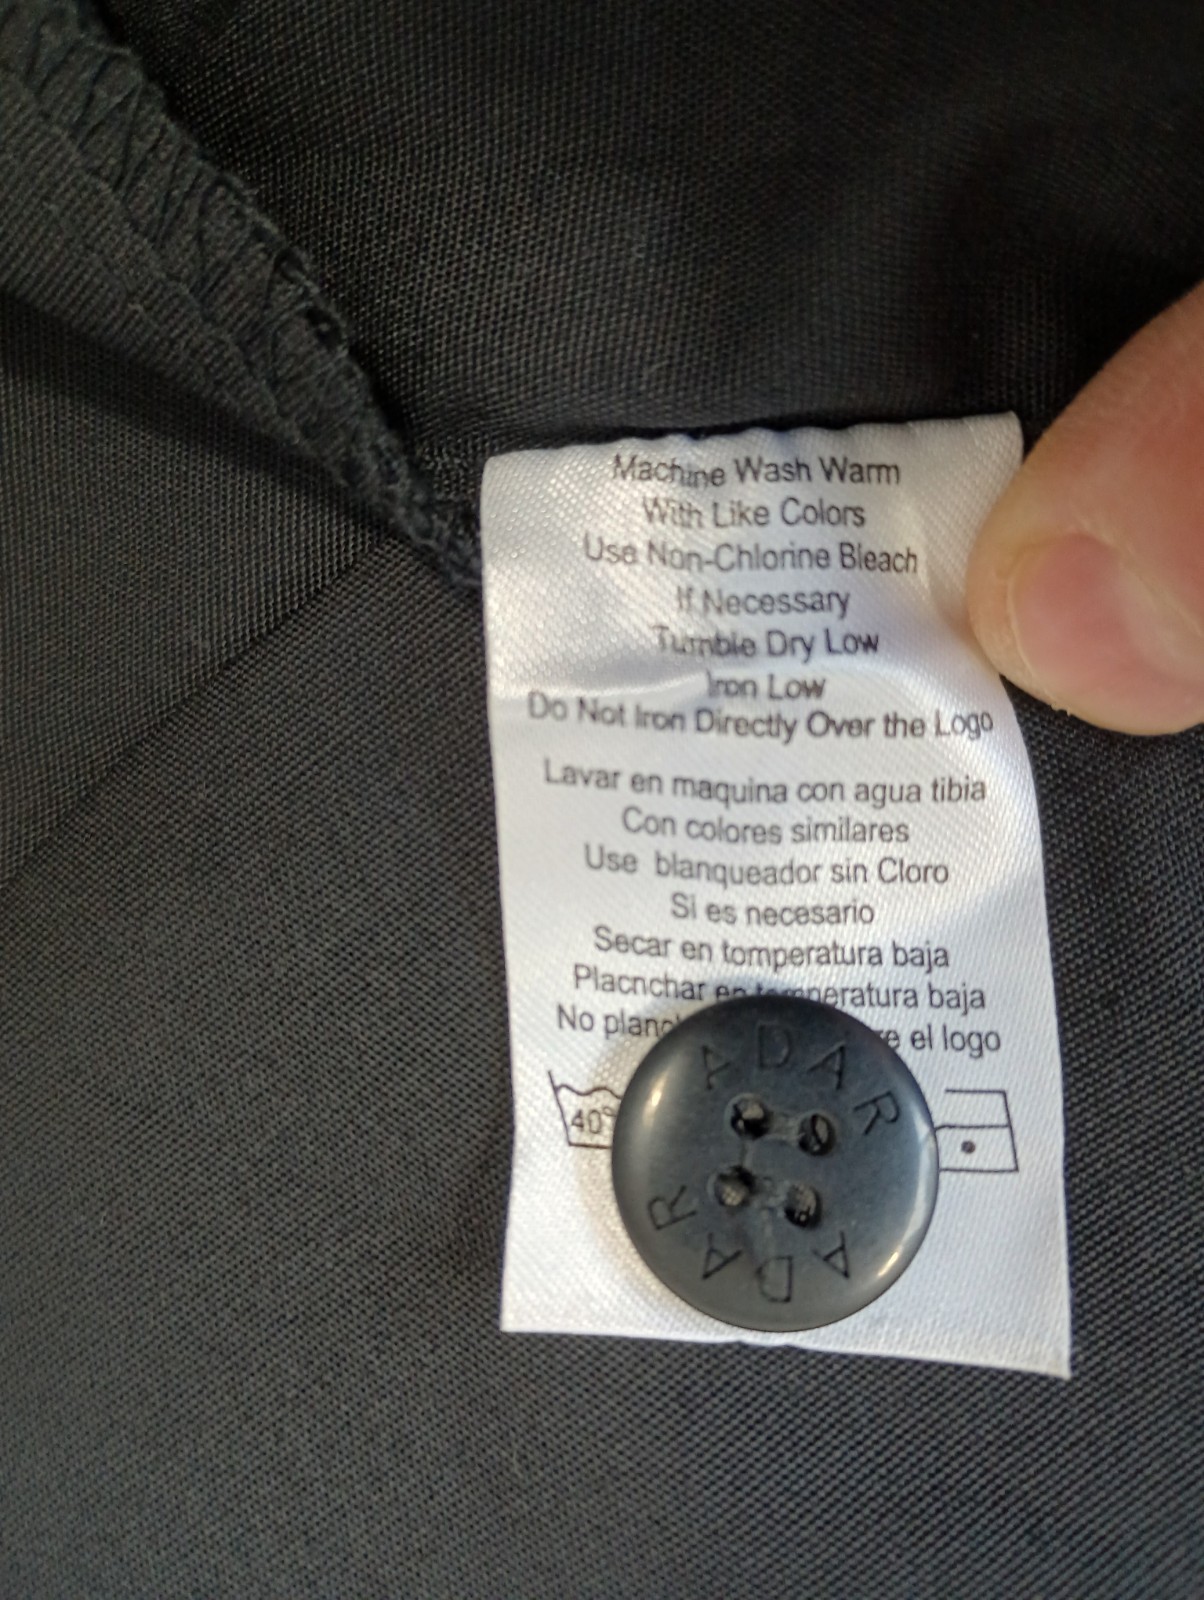 Machine Wash Warm
With Like Colors
Use Non-Chlorine Bleach
If Necessary
Tumble Dry Low
Iron Low
Do Not Iron Directly Over the Logo
Lavar en maquina con agua tibia
Con colores similares
Use blanqueador sin Cloro
Si es necesario
Secar en tomperatura baja
Placnchar en temperatura baja
No el logo
40°
ADAR
ADAR